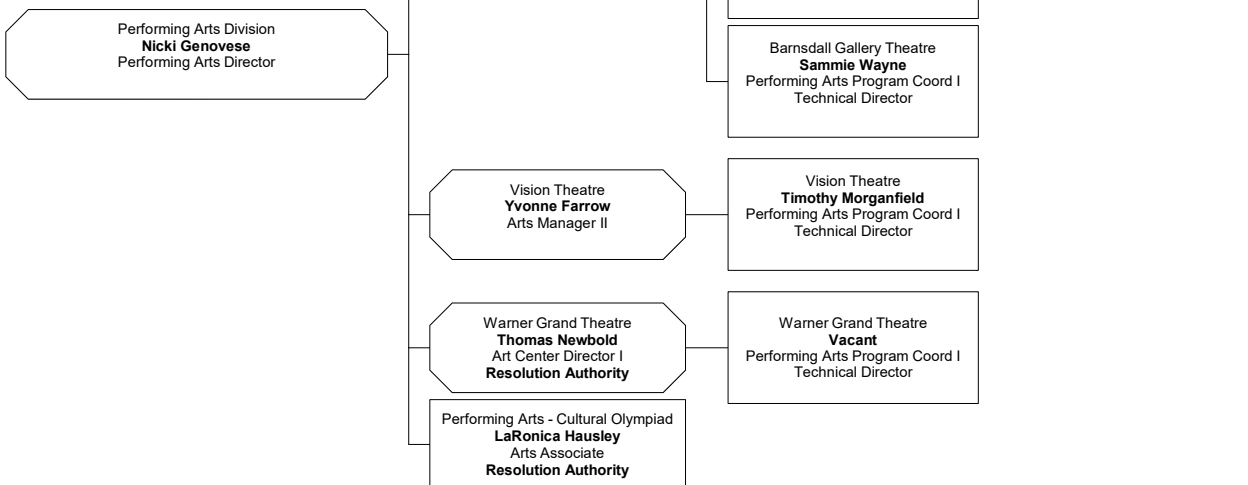 Performing Arts Division
Nicki Genovese
Performing Arts Director
Barnsdall Gallery Theatre
Sammie Wayne
Performing Arts Program Coord I
Technical Director
Vision Theatre
Yvonne Farrow
Arts Manager II
Vision Theatre
Timothy Morganfield
Performing Arts Program Coord I
Technical Director
Warner Grand Theatre
Thomas Newbold
Art Center Director I
Resolution Authority
Warner Grand Theatre
Vacant
Performing Arts Program Coord I
Technical Director
Performing Arts - Cultural Olympiad
LaRonica Hausley
Arts Associate
Resolution Authority